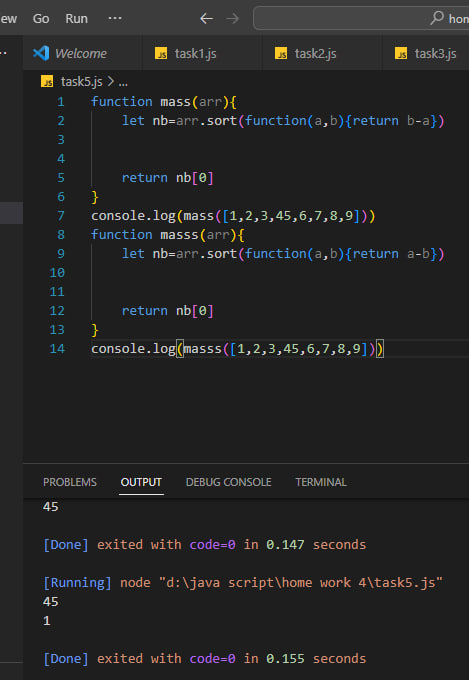 ew Go Run ... ← → hon
Welcome JS task1.js JS task2.js JS task3.js
JS task5.js > ...
1 function mass(arr){
2 let nb=arr.sort(function(a,b){return b-a})
3
4
5 return nb[0]
6 }
7 console.log(mass([1,2,3,45,6,7,8,9]))
8 function masss(arr){
9 let nb=arr.sort(function(a,b){return a-b})
10
11
12 return nb[0]
13 }
14 console.log(masss([1,2,3,45,6,7,8,9]))
PROBLEMS OUTPUT DEBUG CONSOLE TERMINAL
45
[Done] exited with code=0 in 0.147 seconds
[Running] node "d:\java script\home work 4\task5.js"
45
1
[Done] exited with code=0 in 0.155 seconds